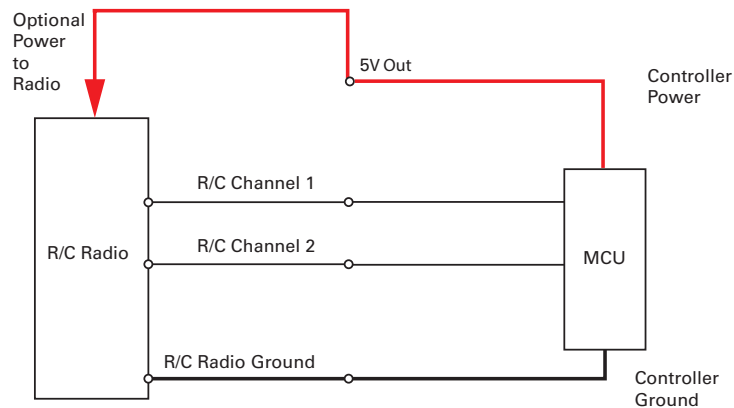 Optional
Power
to
Radio
5V Out
Controller
Power
R/C Channel 1
R/C Radio
R/C Channel 2
MCU
R/C Radio Ground
Controller
Ground